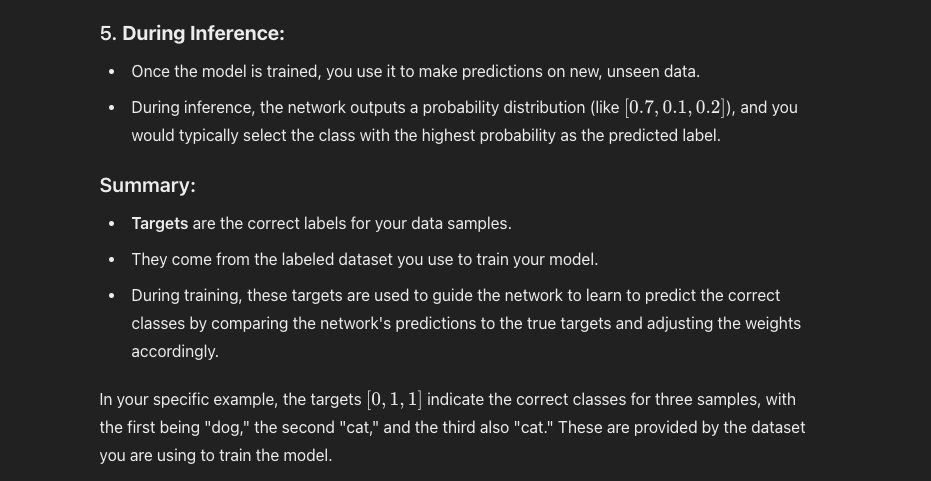 5. During Inference:
• Once the model is trained, you use it to make predictions on new, unseen data.
• During inference, the network outputs a probability distribution (like [0.7, 0.1, 0.2]), and you
would typically select the class with the highest probability as the predicted label.
Summary:
• Targets are the correct labels for your data samples.
• They come from the labeled dataset you use to train your model.
• During training, these targets are used to guide the network to learn to predict the correct
classes by comparing the network's predictions to the true targets and adjusting the weights
accordingly.
In your specific example, the targets [0, 1, 1] indicate the correct classes for three samples, with
the first being "dog," the second "cat," and the third also "cat." These are provided by the dataset
you are using to train the model.